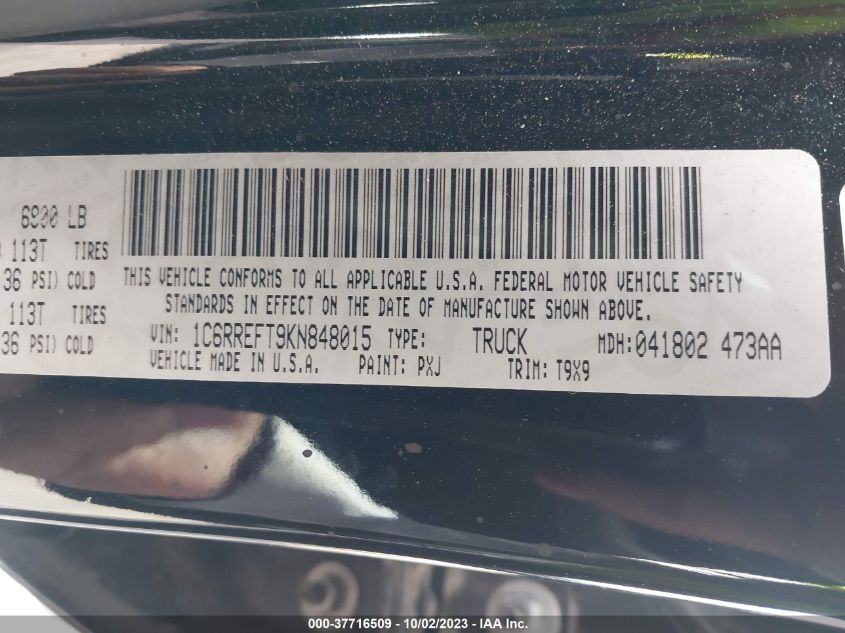 6900 LB
113T TIRES
36 PSI) COLD
113T TIRES
36 PSI) COLD
THIS VEHICLE CONFORMS TO ALL APPLICABLE U.S.A. FEDERAL MOTOR VEHICLE SAFETY
STANDARDS IN EFFECT ON THE DATE OF MANUFACTURE SHOWN ABOVE.
VIN: 1C6RREFT9KN848015 TYPE: TRUCK MDH:041802 473AA
VEHICLE MADE IN U.S.A. PAINT: PXJ TRIM: T9X9
000-37716509 - 10/02/2023 - IAA Inc.